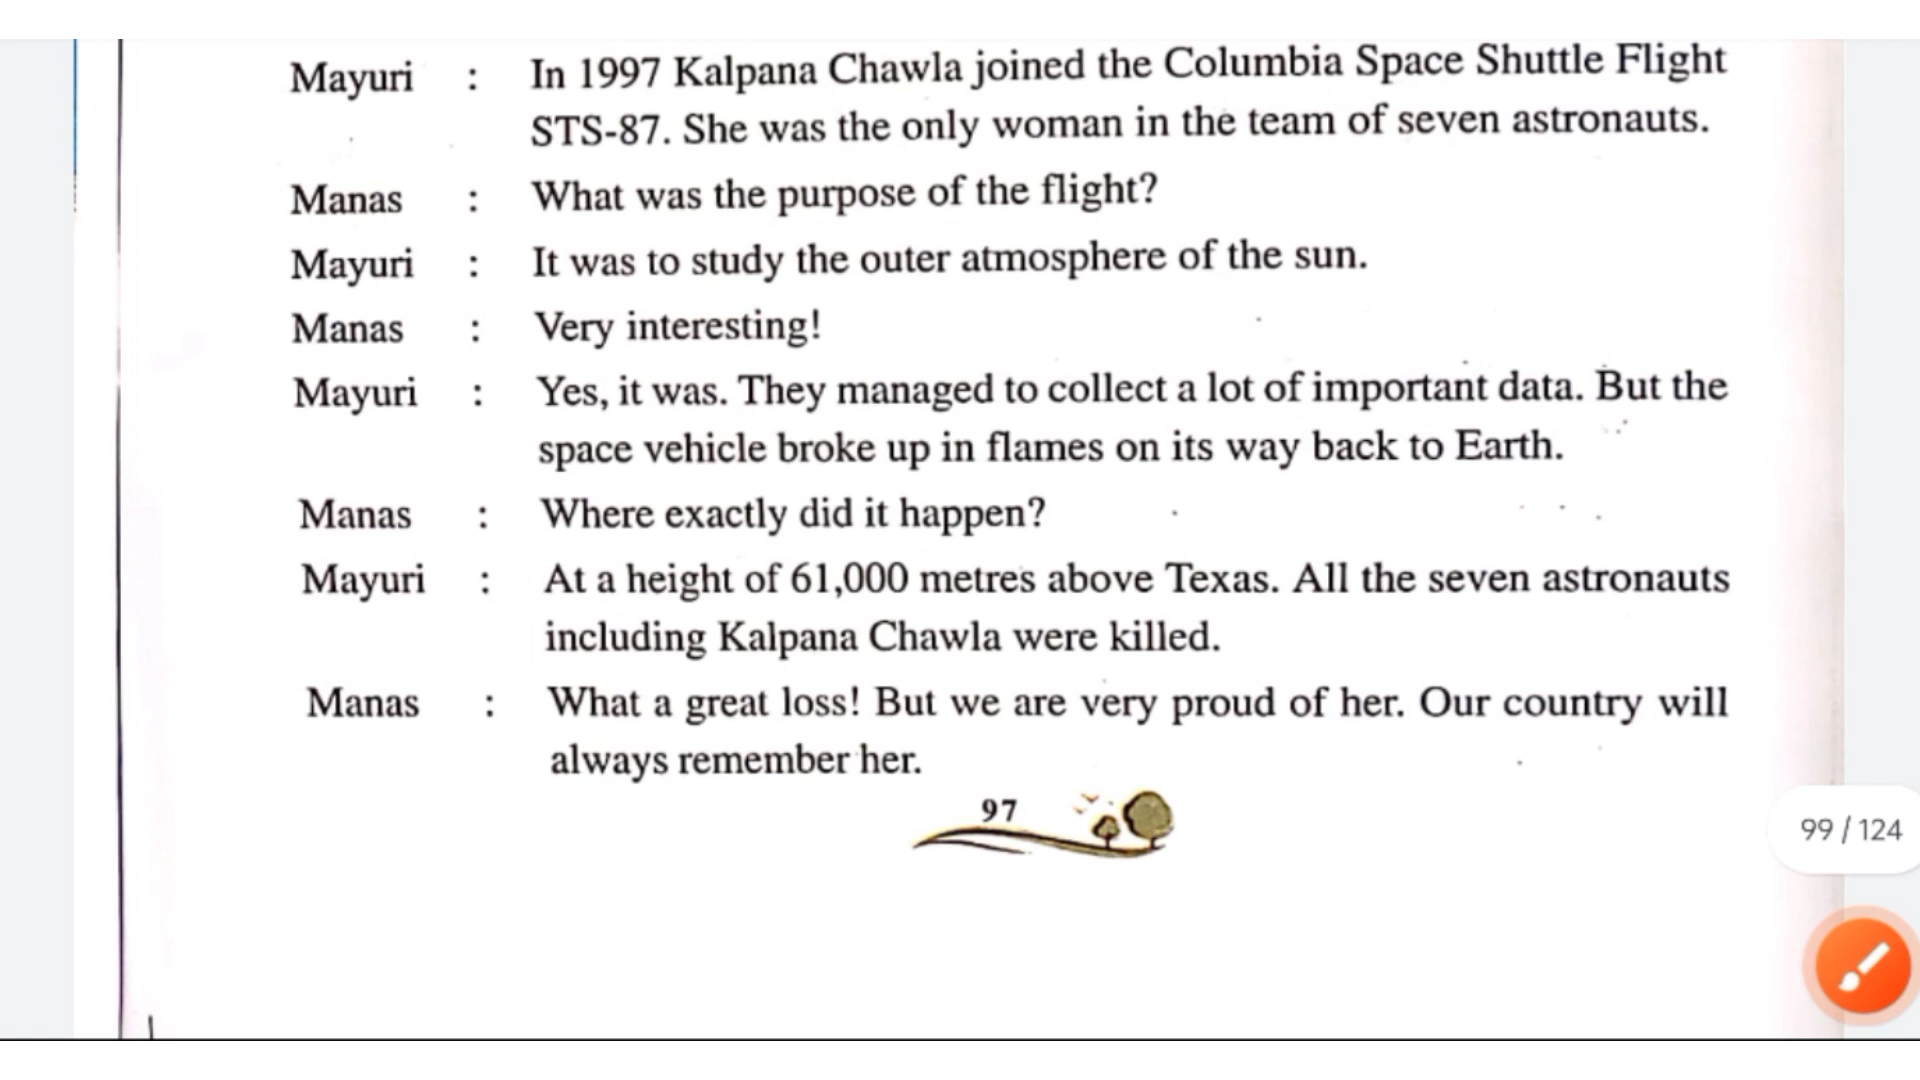 Mayuri : In 1997 Kalpana Chawla joined the Columbia Space Shuttle Flight
STS-87. She was the only woman in the team of seven astronauts.
Manas : What was the purpose of the flight?
Mayuri : It was to study the outer atmosphere of the sun.
Manas : Very interesting!
Mayuri : Yes, it was. They managed to collect a lot of important data. But the
space vehicle broke up in flames on its way back to Earth.
Manas : Where exactly did it happen?
Mayuri : At a height of 61,000 metres above Texas. All the seven astronauts
including Kalpana Chawla were killed.
Manas : What a great loss! But we are very proud of her. Our country will
always remember her.
97
99 / 124